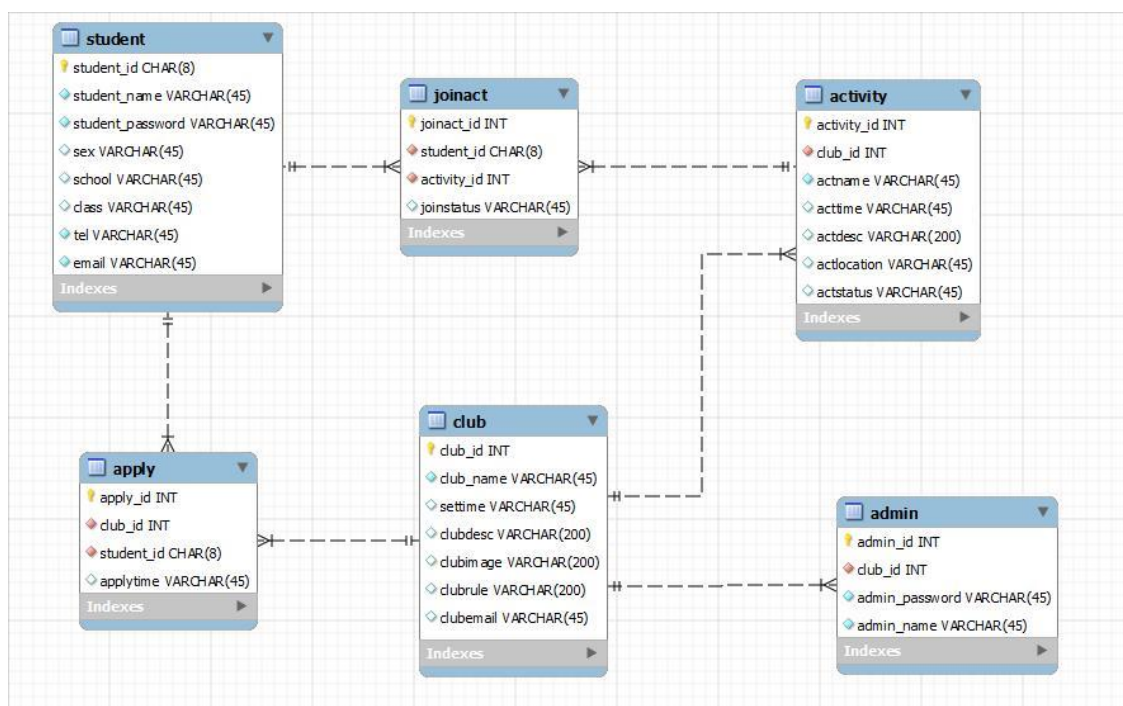 student
student_id CHAR(8)
student_name VARCHAR(45)
student_password VARCHAR(45)
sex VARCHAR(45)
school VARCHAR(45)
class VARCHAR(45)
tel VARCHAR(45)
email VARCHAR(45)
Indexes
joinact
joinact_id INT
student_id CHAR(8)
activity_id INT
joinstatus VARCHAR(45)
Indexes
activity
activity_id INT
club_id INT
actname VARCHAR(45)
acttime VARCHAR(45)
actdesc VARCHAR(200)
actlocation VARCHAR(45)
actstatus VARCHAR(45)
Indexes
apply
apply_id INT
club_id INT
student_id CHAR(8)
applytime VARCHAR(45)
Indexes
club
club_id INT
club_name VARCHAR(45)
settime VARCHAR(45)
clubdesc VARCHAR(200)
clubimage VARCHAR(200)
clubrule VARCHAR(200)
clubemail VARCHAR(45)
Indexes
admin
admin_id INT
club_id INT
admin_password VARCHAR(45)
admin_name VARCHAR(45)
Indexes